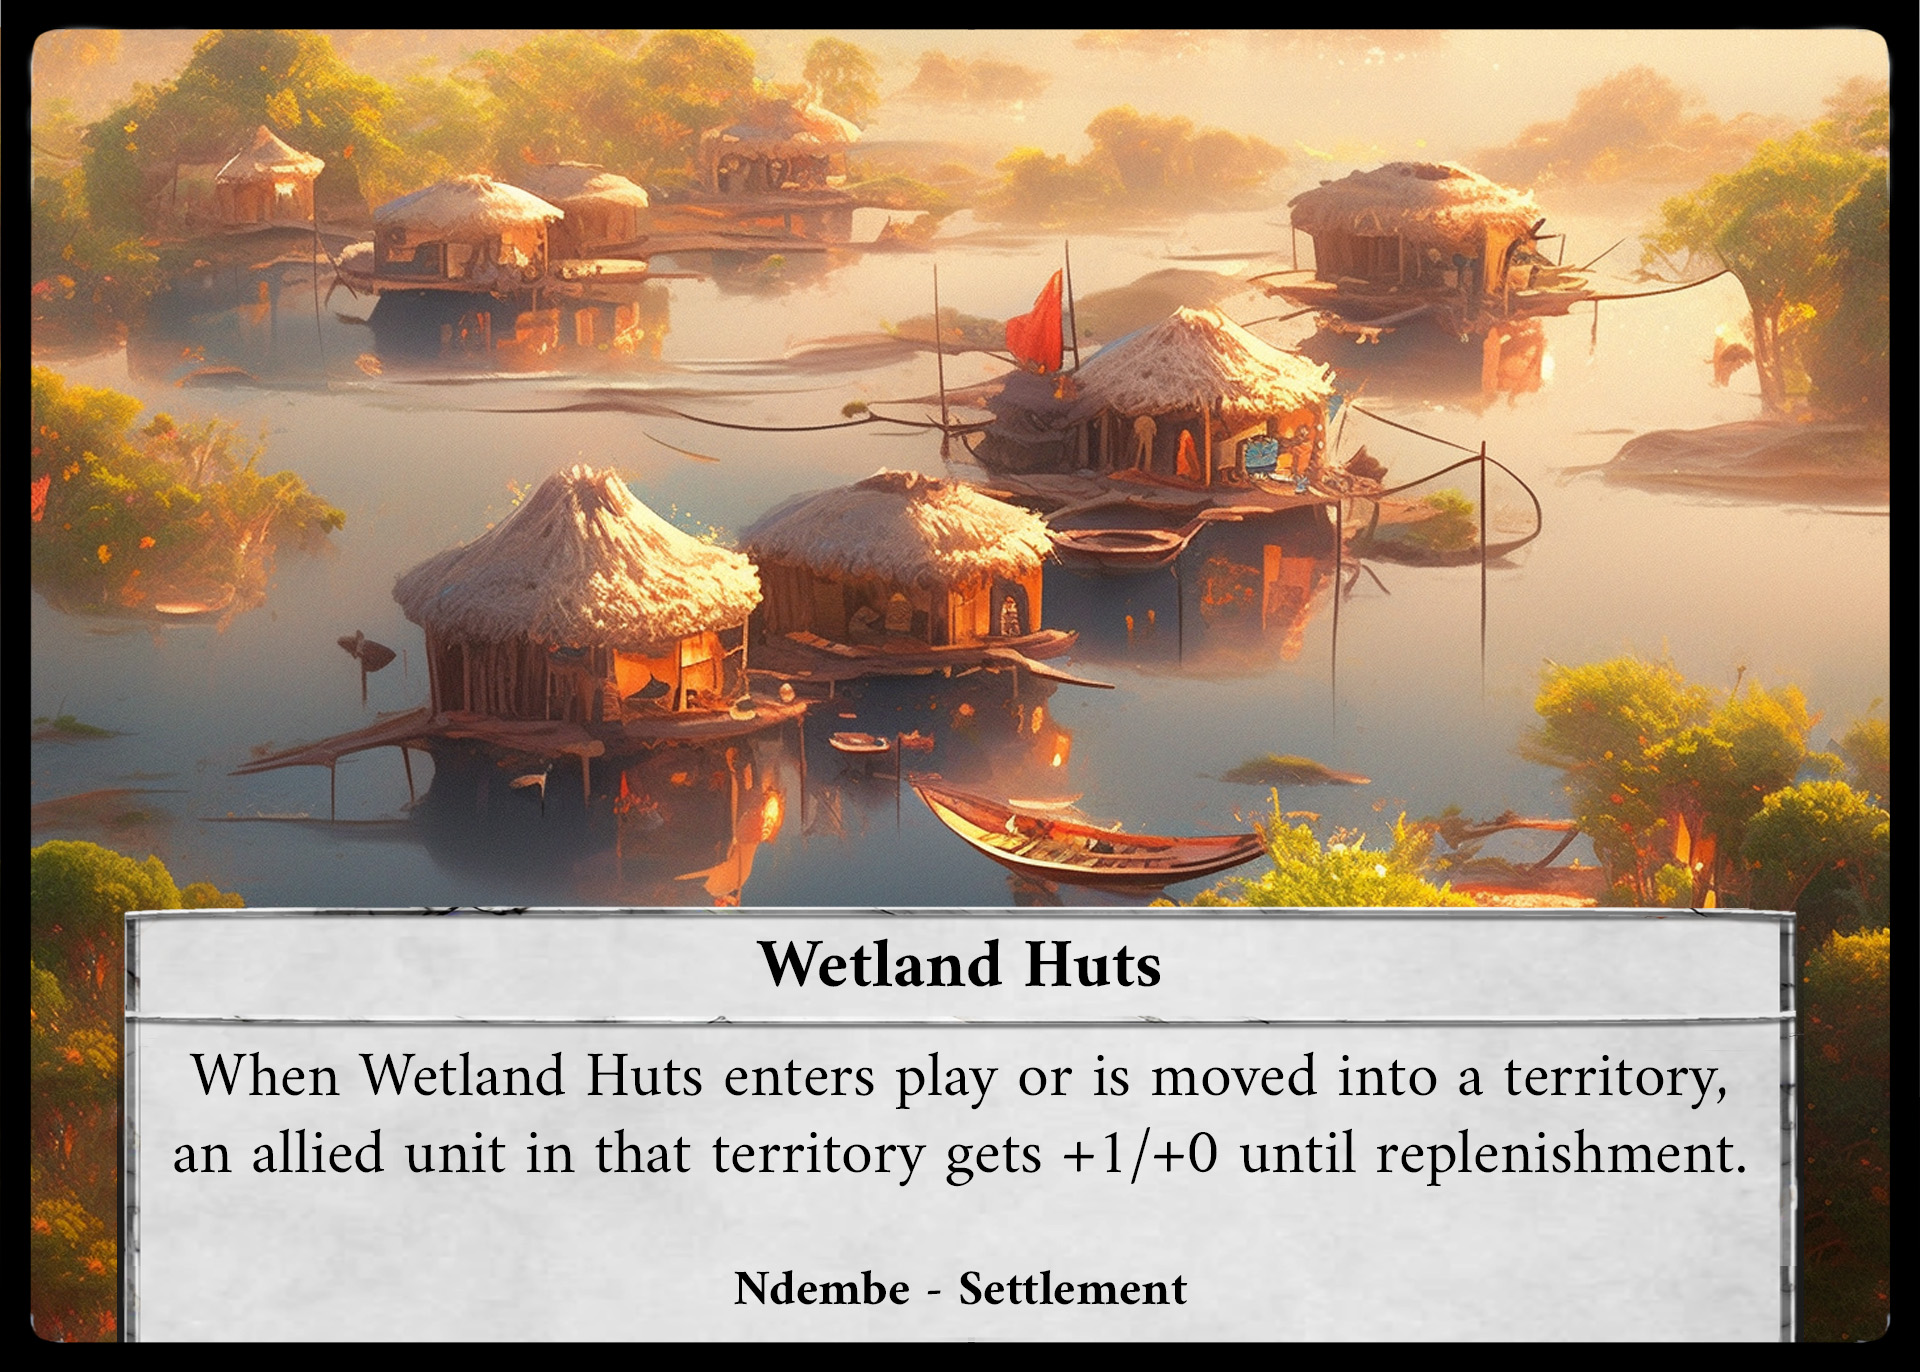 Wetland Huts
When Wetland Huts enters play or is moved into a territory,
an allied unit in that territory gets +1/+0 until replenishment.
Ndembe - Settlement